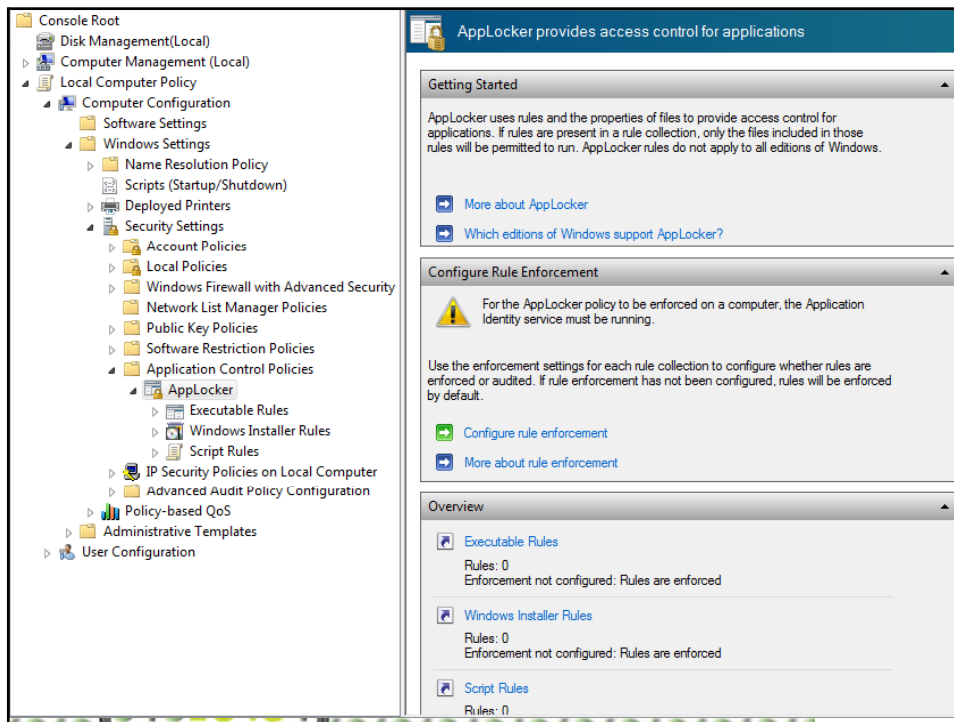 Console Root
Disk Management(Local)
Computer Management (Local)
Local Computer Policy
Computer Configuration
Software Settings
Windows Settings
Name Resolution Policy
Scripts (Startup/Shutdown)
Deployed Printers
Security Settings
Account Policies
Local Policies
Windows Firewall with Advanced Security
Network List Manager Policies
Public Key Policies
Software Restriction Policies
Application Control Policies
AppLocker
Executable Rules
Windows Installer Rules
Script Rules
IP Security Policies on Local Computer
Advanced Audit Policy Configuration
Policy-based QoS
Administrative Templates
User Configuration
AppLocker provides access control for applications
Getting Started
AppLocker uses rules and the properties of files to provide access control for
applications. If rules are present in a rule collection, only the files included in those
rules will be permitted to run. AppLocker rules do not apply to all editions of Windows.
More about AppLocker
Which editions of Windows support AppLocker?
Configure Rule Enforcement
For the AppLocker policy to be enforced on a computer, the Application
Identity service must be running.
Use the enforcement settings for each rule collection to configure whether rules are
enforced or audited. If rule enforcement has not been configured, rules will be enforced
by default.
Configure rule enforcement
More about rule enforcement
Overview
Executable Rules
Rules: 0
Enforcement not configured: Rules are enforced
Windows Installer Rules
Rules: 0
Enforcement not configured: Rules are enforced
Script Rules
Rules: 0